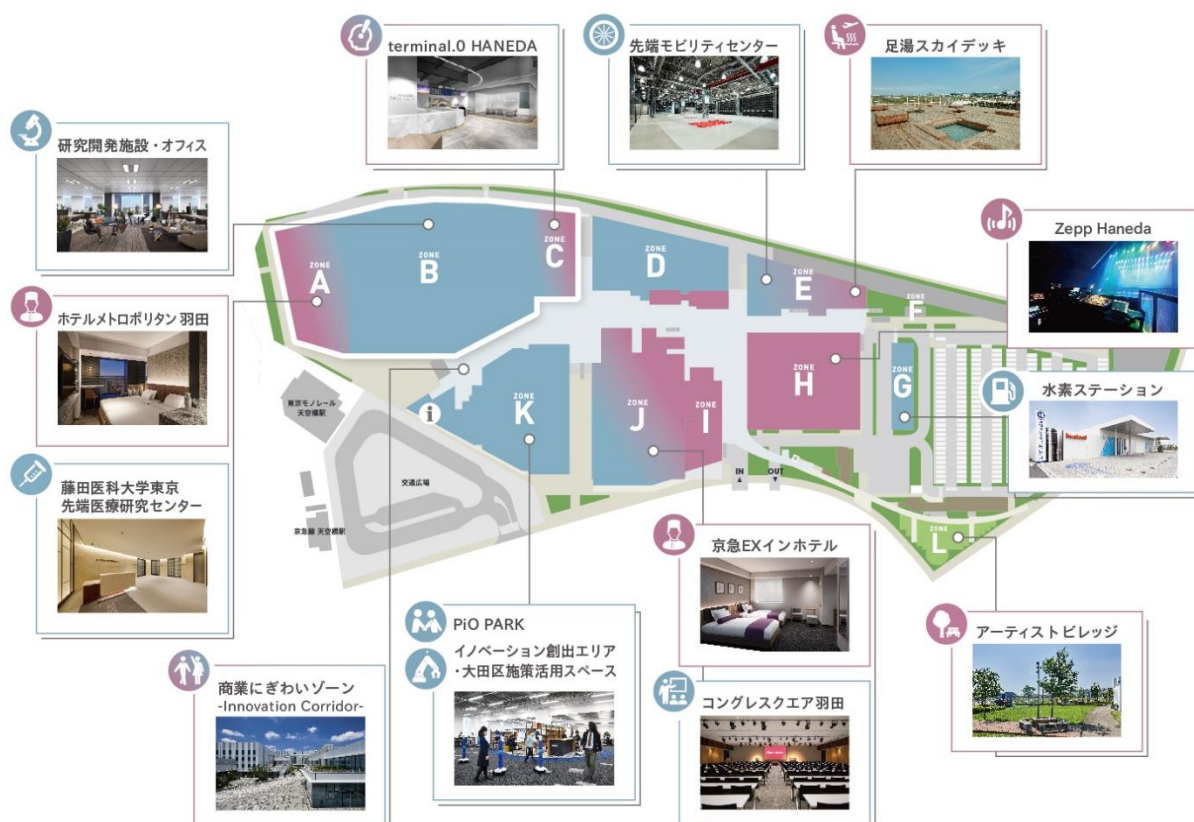 terminal.0 HANEDA
先端モビリティセンター
足湯スカイデッキ
研究開発施設・オフィス
Zepp Haneda
ホテルメトロポリタン 羽田
水素ステーション
藤田医科大学東京
先端医療研究センター
ZONE
A
ZONE
B
ZONE
C
ZONE
D
ZONE
E
ZONE
F
ZONE
G
ZONE
H
ZONE
I
ZONE
J
ZONE
K
ZONE
L
東京モノレール
天空橋駅
i
交通広場
京急線 天空橋駅
IN
OUT
京急EXインホテル
PiO PARK
イノベーション創出エリア
・大田区施策活用スペース
アーティストビレッジ
商業にぎわいゾーン
-Innovation Corridor-
コングレスクエア羽田